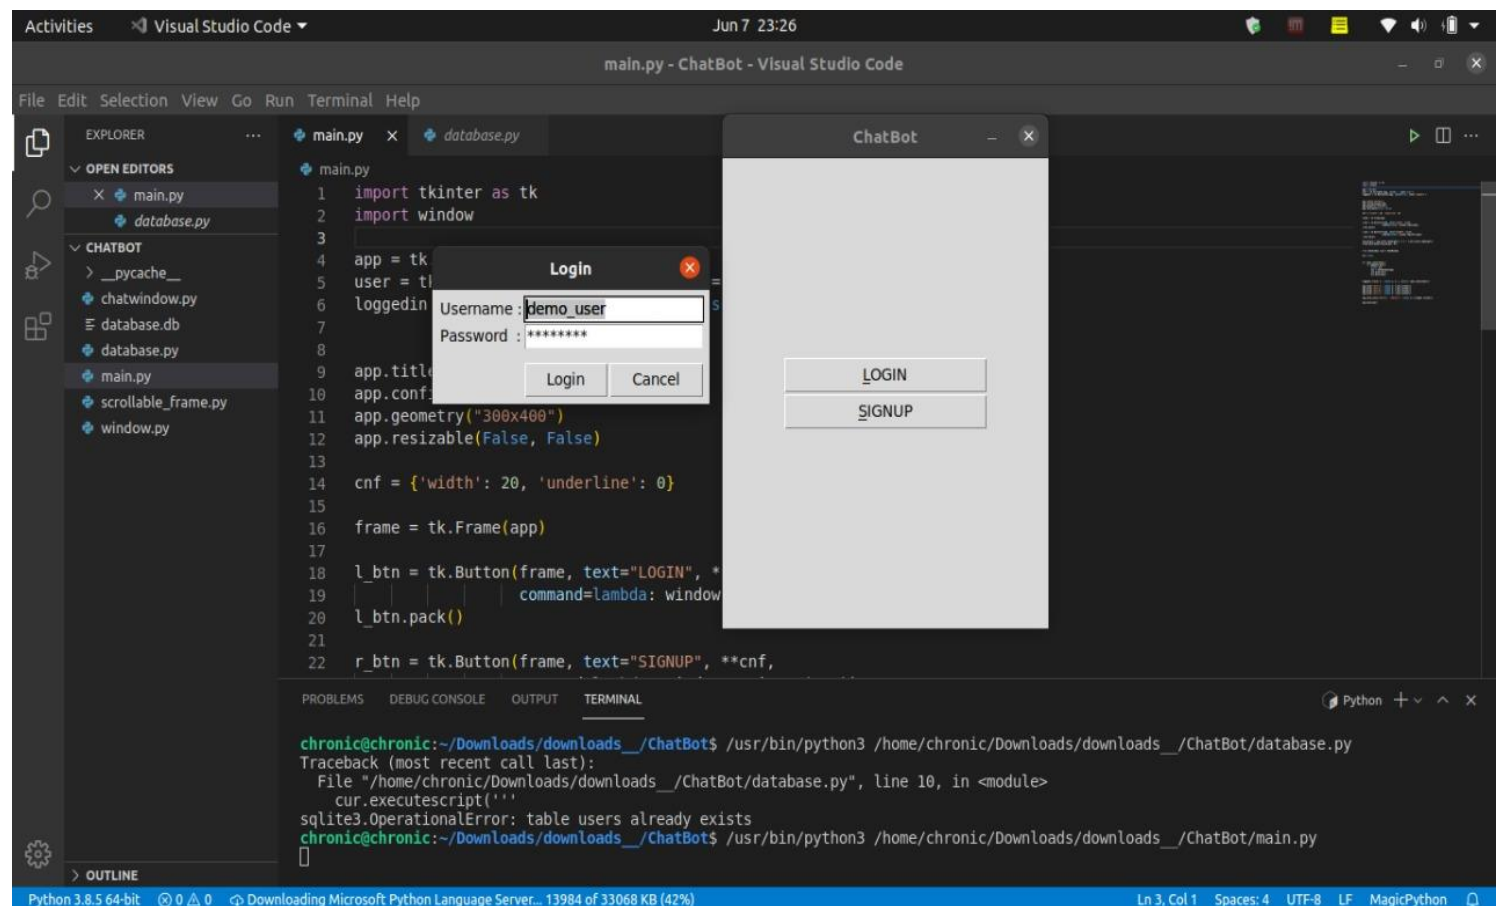 Activities Visual Studio Code Jun 7 23:26
main.py - ChatBot - Visual Studio Code
File Edit Selection View Go Run Terminal Help
EXPLORER
OPEN EDITORS
main.py
database.py
CHATBOT
__pycache__
chatwindow.py
database.db
database.py
main.py
scrollable_frame.py
window.py
OUTLINE
main.py database.py
main.py
1 import tkinter as tk
2 import window
3
4 app = tk
5 user = tk =
6 loggedin s
7
8
9 app.title
10 app.conf
11 app.geometry("300x400")
12 app.resizable(False, False)
13
14 cnf = {'width': 20, 'underline': 0}
15
16 frame = tk.Frame(app)
17
18 l_btn = tk.Button(frame, text="LOGIN", *
19 command=lambda: window
20 l_btn.pack()
21
22 r_btn = tk.Button(frame, text="SIGNUP", **cnf,
Login
Username : demo_user
Password : ********
Login Cancel
ChatBot
LOGIN
SIGNUP
PROBLEMS DEBUG CONSOLE OUTPUT TERMINAL Python
chronic@chronic:~/Downloads/downloads__/ChatBot$ /usr/bin/python3 /home/chronic/Downloads/downloads__/ChatBot/database.py
Traceback (most recent call last):
File "/home/chronic/Downloads/downloads__/ChatBot/database.py", line 10, in <module>
cur.executescript('''
sqlite3.OperationalError: table users already exists
chronic@chronic:~/Downloads/downloads__/ChatBot$ /usr/bin/python3 /home/chronic/Downloads/downloads__/ChatBot/main.py
Python 3.8.5 64-bit 0 0 Downloading Microsoft Python Language Server... 13984 of 33068 KB (42%) Ln 3, Col 1 Spaces: 4 UTF-8 LF MagicPython